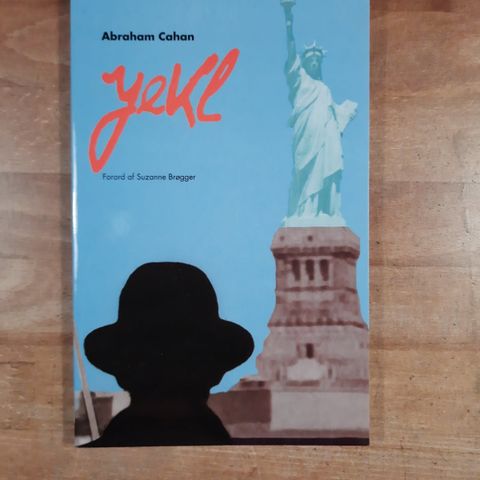 Abraham Cahan
Yekl
Forord af Suzanne Brøgger